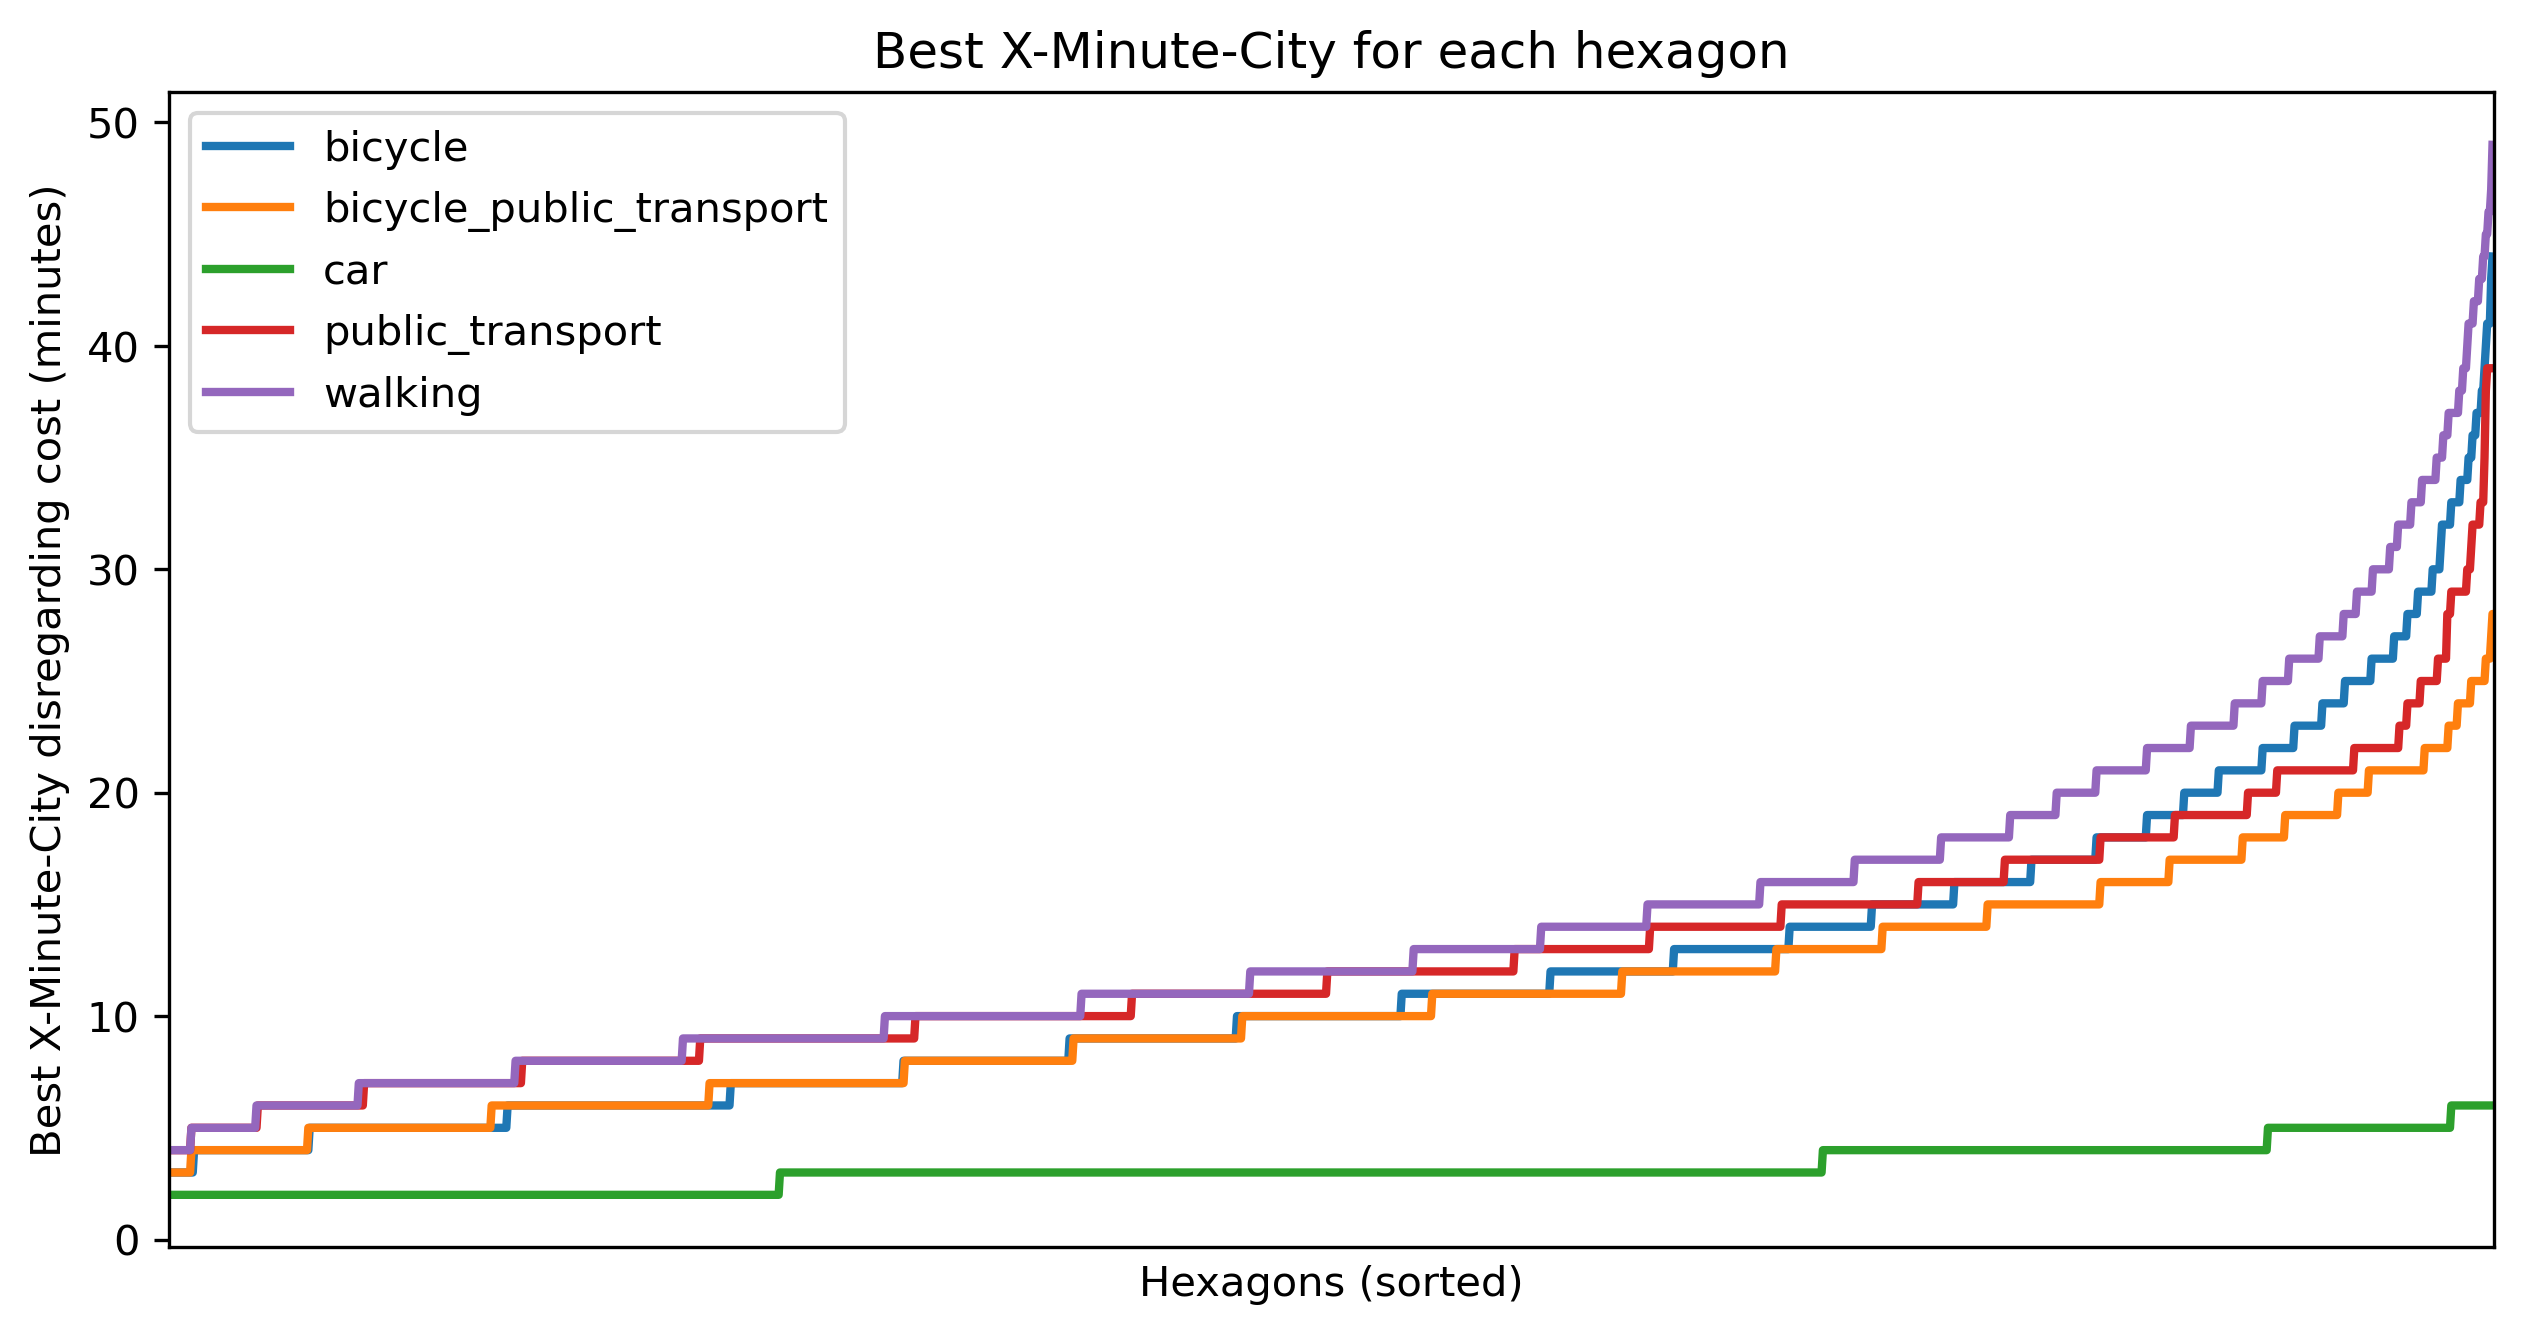 Best X-Minute-City for each hexagon
Best X-Minute-City disregarding cost (minutes)
50
40
30
20
10
0
bicycle
bicycle_public_transport
car
public_transport
walking
Hexagons (sorted)